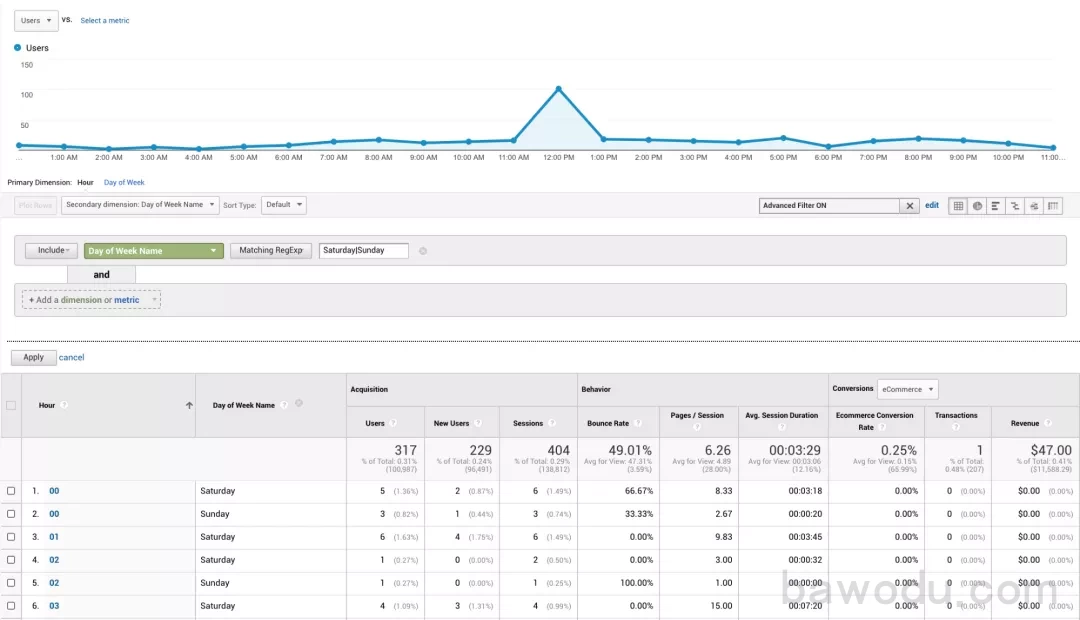 Users vs. Select a metric
Users
150
100
50
... 1:00 AM 2:00 AM 3:00 AM 4:00 AM 5:00 AM 6:00 AM 7:00 AM 8:00 AM 9:00 AM 10:00 AM 11:00 AM 12:00 PM 1:00 PM 2:00 PM 3:00 PM 4:00 PM 5:00 PM 6:00 PM 7:00 PM 8:00 PM 9:00 PM 10:00 PM 11:00...
Primary Dimension: Hour Day of Week
Plot Rows Secondary dimension: Day of Week Name Sort Type: Default Advanced Filter ON edit
Include Day of Week Name Matching RegExp Saturday|Sunday
and
+ Add a dimension or metric
Apply cancel
Hour Day of Week Name Acquisition Behavior Conversions eCommerce
Users New Users Sessions Bounce Rate Pages / Session Avg. Session Duration Ecommerce Conversion Rate Transactions Revenue
317 229 404 49.01% 6.26 00:03:29 0.25% 1 $47.00
% of Total: 0.31% (100,987) % of Total: 0.24% (96,491) % of Total: 0.29% (138,812) Avg for View: 47.31% (3.59%) Avg for View: 4.89 (28.00%) Avg for View: 00:03:06 (12.16%) Avg for View: 0.15% (65.99%) % of Total: 0.48% (207) % of Total: 0.41% ($11,588.29)
1. 00 Saturday 5 (1.36%) 2 (0.87%) 6 (1.49%) 66.67% 8.33 00:03:18 0.00% 0 (0.00%) $0.00 (0.00%)
2. 00 Sunday 3 (0.82%) 1 (0.44%) 3 (0.74%) 33.33% 2.67 00:00:20 0.00% 0 (0.00%) $0.00 (0.00%)
3. 01 Saturday 6 (1.63%) 4 (1.75%) 6 (1.49%) 0.00% 9.83 00:03:45 0.00% 0 (0.00%) $0.00 (0.00%)
4. 02 Saturday 1 (0.27%) 0 (0.00%) 2 (0.50%) 0.00% 3.00 00:00:32 0.00% 0 (0.00%) $0.00 (0.00%)
5. 02 Sunday 1 (0.27%) 0 (0.00%) 1 (0.25%) 100.00% 1.00 00:00:00 0.00% 0 (0.00%) $0.00 (0.00%)
6. 03 Saturday 4 (1.09%) 3 (1.31%) 4 (0.99%) 0.00% 15.00 00:07:20 0.00% 0 (0.00%) $0.00 (0.00%)
bawodu.com